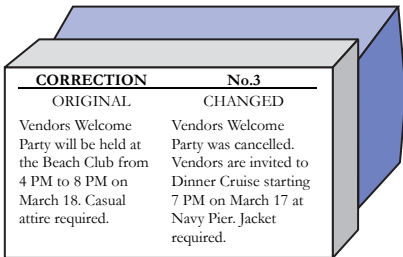 CORRECTION No.3
ORIGINAL CHANGED
Vendors Welcome
Party will be held at
the Beach Club from
4 PM to 8 PM on
March 18. Casual
attire required.
Vendors Welcome
Party was cancelled.
Vendors are invited to
Dinner Cruise starting
7 PM on March 17 at
Navy Pier. Jacket
required.